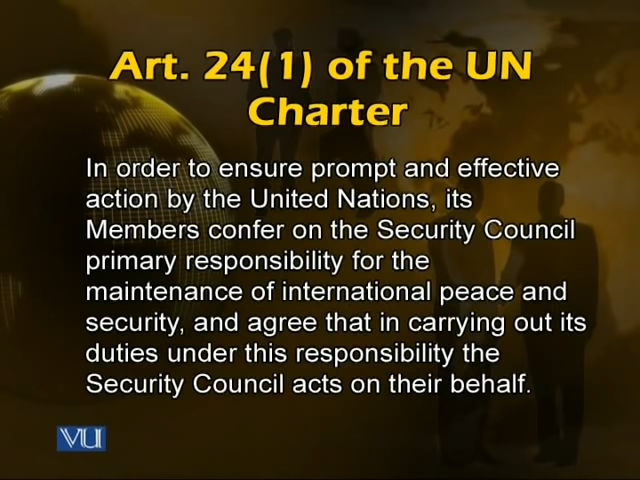 Art. 24(1) of the UN
Charter
In order to ensure prompt and effective
action by the United Nations, its
Members confer on the Security Council
primary responsibility for the
maintenance of international peace and
security, and agree that in carrying out its
duties under this responsibility the
Security Council acts on their behalf.
VU